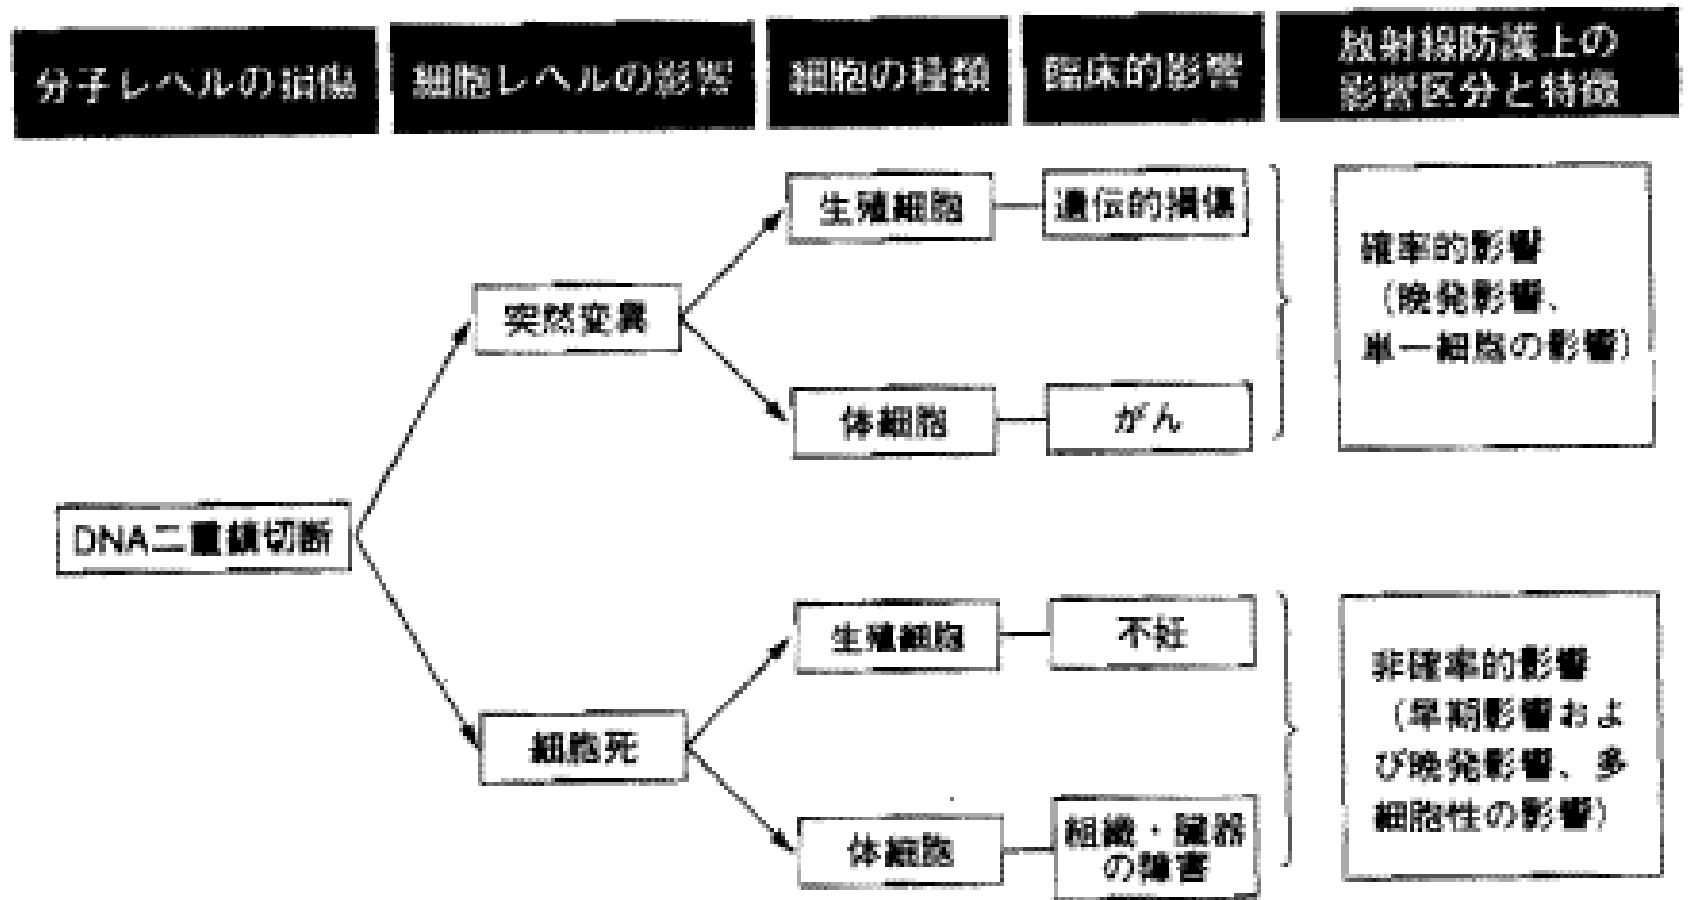 分子レベルの損傷
細胞レベルの影響
細胞の種類
臨床的影響
放射線防護上の
影響区分と特徴
生殖細胞
遺伝的損傷
突然変異
体細胞
がん
確率的影響
（晩発影響、
単一細胞の影響）
DNA二重鎖切断
生殖細胞
不妊
細胞死
体細胞
組織・臓器
の障害
非確率的影響
（早期影響およ
び晩発影響、多
細胞性の影響）